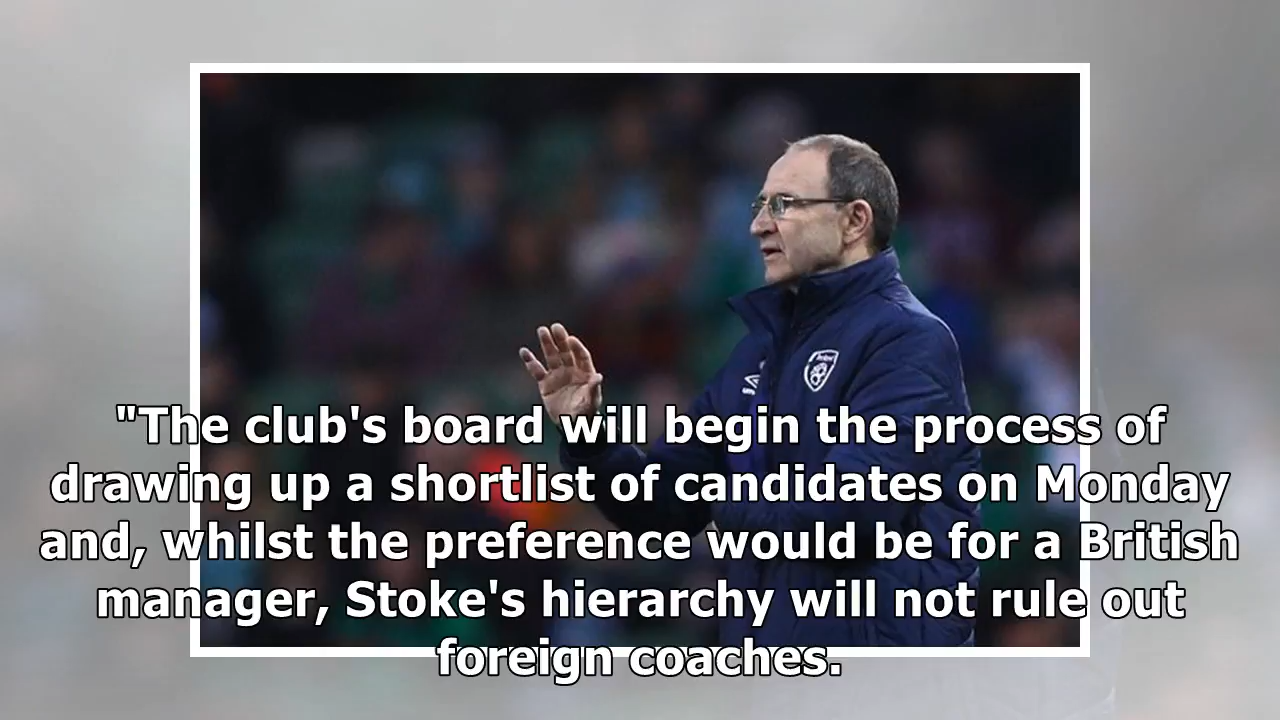 "The club's board will begin the process of
drawing up a shortlist of candidates on Monday
and, whilst the preference would be for a British
manager, Stoke's hierarchy will not rule out
foreign coaches.